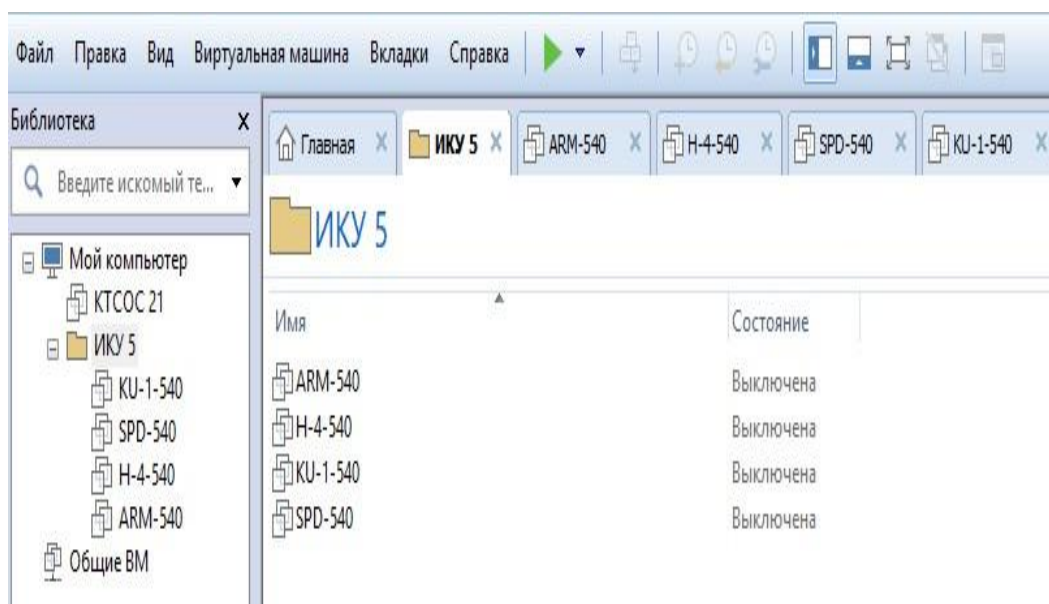 Файл Правка Вид Виртуальная машина Вкладки Справка
Библиотека X
Введите искомый те...
Мой компьютер
КТСОС 21
ИКУ 5
KU-1-540
SPD-540
H-4-540
ARM-540
Общие ВМ
Главная ИКУ 5 ARM-540 H-4-540 SPD-540 KU-1-540
ИКУ 5
Имя Состояние
ARM-540 Выключена
H-4-540 Выключена
KU-1-540 Выключена
SPD-540 Выключена